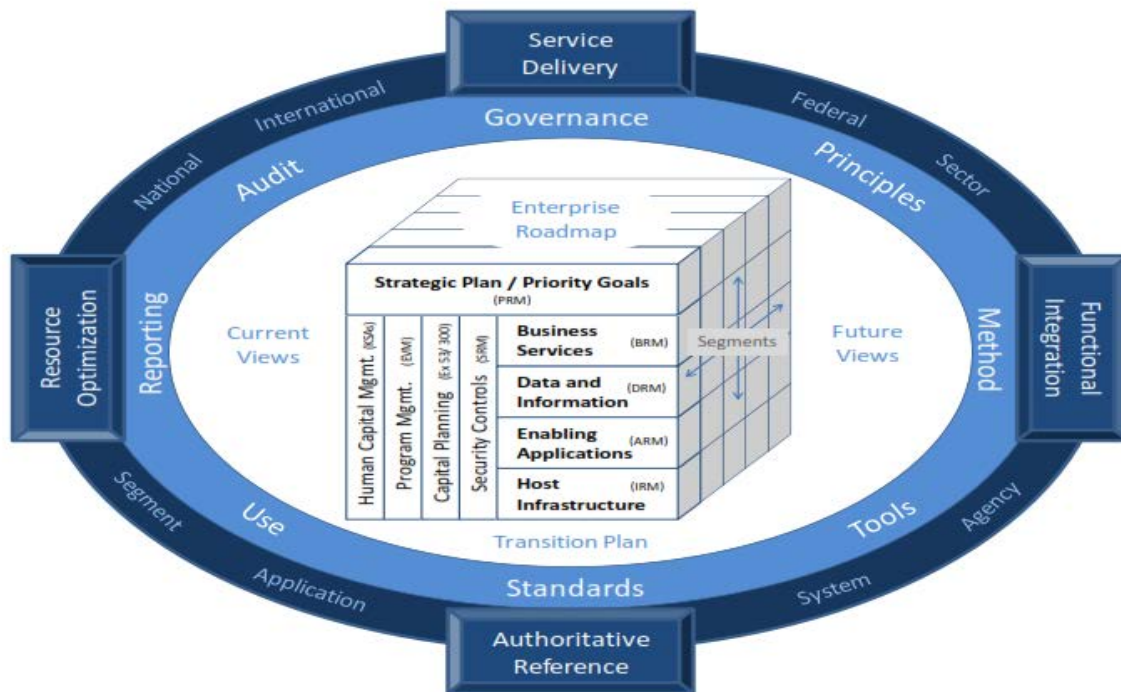 Service
Delivery
International
Federal
Governance
National
Audit
Principles
Sector
Enterprise
Roadmap
Strategic Plan / Priority Goals
(PRM)
Resource
Optimization
Reporting
Current
Views
Human Capital Mgmt. (KSAs)
Program Mgmt. (EVM)
Capital Planning (Ex 53/ 300)
Security Controls (SRM)
Business
Services (BRM)
Data and
Information (DRM)
Enabling
Applications (ARM)
Host (IRM)
Infrastructure
Segments
Future
Views
Method
Functional
Integration
Segment
Use
Transition Plan
Tools
Agency
Application
Standards
System
Authoritative
Reference